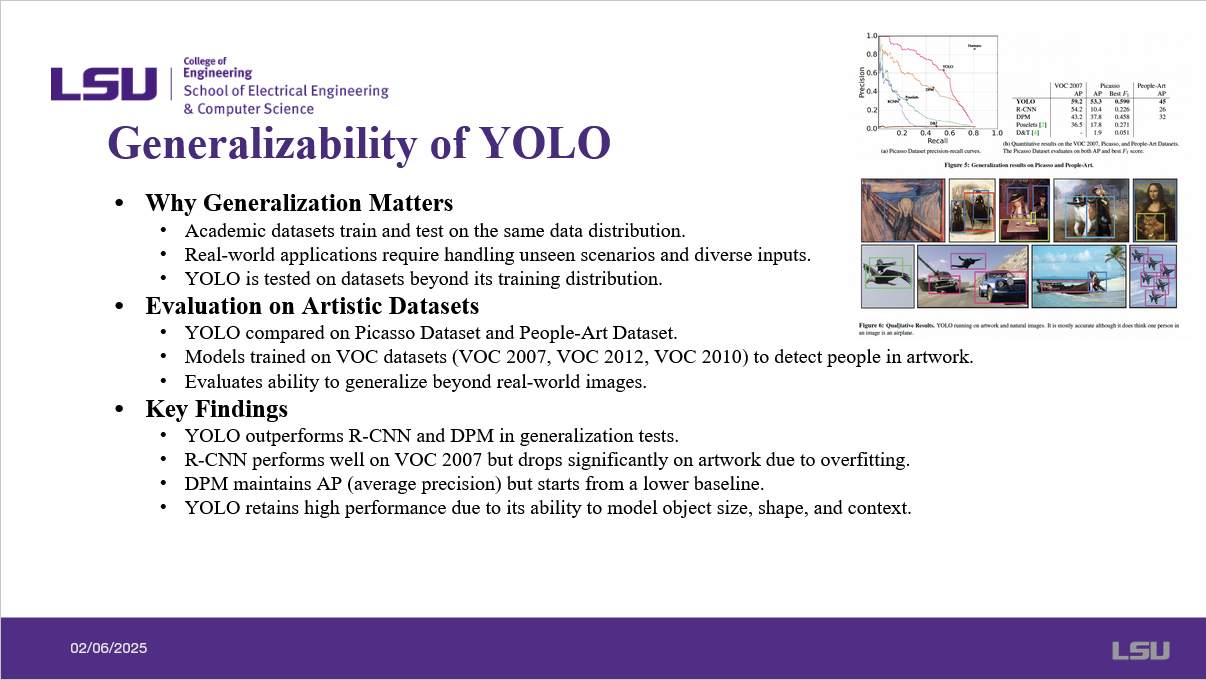 LSU
College of
Engineering
School of Electrical Engineering
& Computer Science
Generalizability of YOLO
• Why Generalization Matters
• Academic datasets train and test on the same data distribution.
• Real-world applications require handling unseen scenarios and diverse inputs.
• YOLO is tested on datasets beyond its training distribution.
• Evaluation on Artistic Datasets
• YOLO compared on Picasso Dataset and People-Art Dataset.
• Models trained on VOC datasets (VOC 2007, VOC 2012, VOC 2010) to detect people in artwork.
• Evaluates ability to generalize beyond real-world images.
• Key Findings
• YOLO outperforms R-CNN and DPM in generalization tests.
• R-CNN performs well on VOC 2007 but drops significantly on artwork due to overfitting.
• DPM maintains AP (average precision) but starts from a lower baseline.
• YOLO retains high performance due to its ability to model object size, shape, and context.
1.0
0.8
0.6
0.4
0.2
0.0
Precision
Humans
YOLO
DPM
Poselets
RCNN
D&T
0.2 0.4 0.6 0.8 1.0
Recall
(a) Picasso Dataset precision-recall curves.
VOC 2007 Picasso People-Art
AP AP Best F1 AP
YOLO 59.2 53.3 0.590 45
R-CNN 54.2 10.4 0.226 26
DPM 43.2 37.8 0.458 32
Poselets [2] 36.5 17.8 0.271
D&T [4] - 1.9 0.051
(b) Quantitative results on the VOC 2007, Picasso, and People-Art Datasets.
The Picasso Dataset evaluates on both AP and best F1 score.
Figure 5: Generalization results on Picasso and People-Art.
Figure 6: Qualitative Results. YOLO running on artwork and natural images. It is mostly accurate although it does think one person in
an image is an airplane.
02/06/2025
LSU